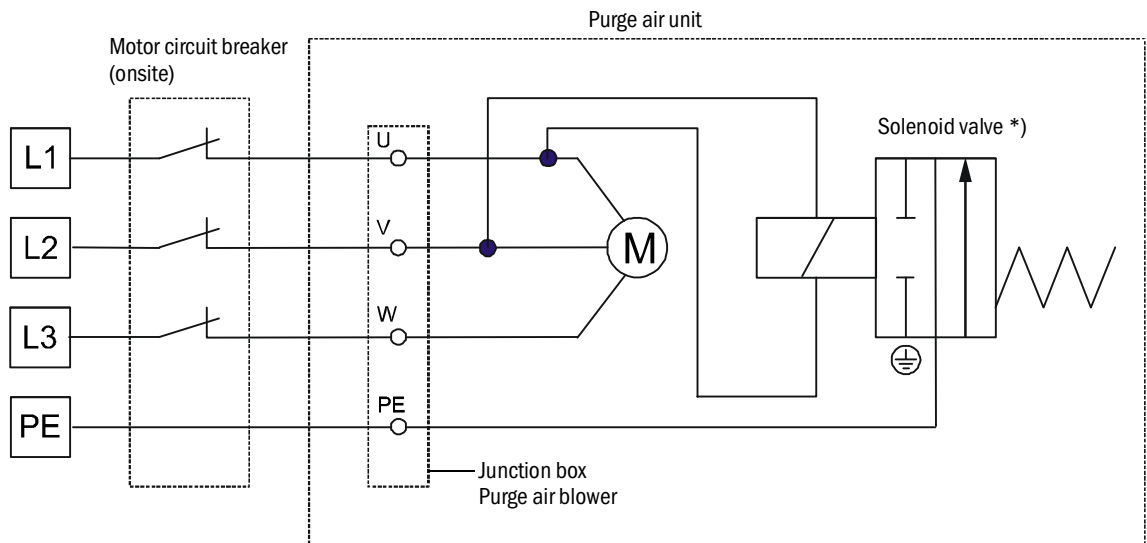 Purge air unit
Motor circuit breaker
(onsite)
Solenoid valve *)
L1
U
L2
V
M
L3
W
PE
PE
Junction box
Purge air blower